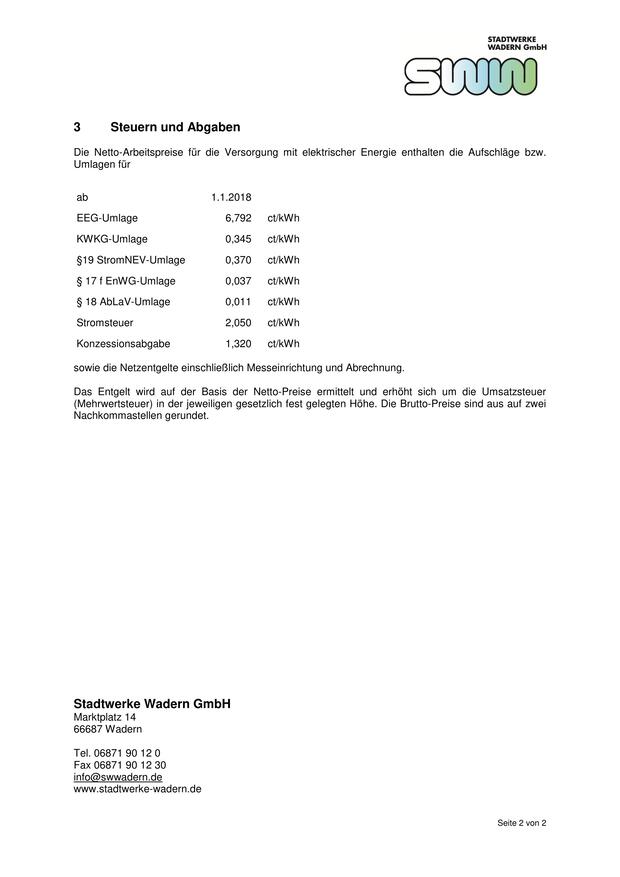 STADTWERKE
WADERN GmbH
SWW
3 Steuern und Abgaben
Die Netto-Arbeitspreise für die Versorgung mit elektrischer Energie enthalten die Aufschläge bzw.
Umlagen für
ab 1.1.2018
EEG-Umlage 6,792 ct/kWh
KWKG-Umlage 0,345 ct/kWh
§19 StromNEV-Umlage 0,370 ct/kWh
§ 17 f EnWG-Umlage 0,037 ct/kWh
§ 18 AbLaV-Umlage 0,011 ct/kWh
Stromsteuer 2,050 ct/kWh
Konzessionsabgabe 1,320 ct/kWh
sowie die Netzentgelte einschließlich Messeinrichtung und Abrechnung.
Das Entgelt wird auf der Basis der Netto-Preise ermittelt und erhöht sich um die Umsatzsteuer
(Mehrwertsteuer) in der jeweiligen gesetzlich fest gelegten Höhe. Die Brutto-Preise sind aus auf zwei
Nachkommastellen gerundet.
Stadtwerke Wadern GmbH
Marktplatz 14
66687 Wadern
Tel. 06871 90 12 0
Fax 06871 90 12 30
info@swwadern.de
www.stadtwerke-wadern.de
Seite 2 von 2